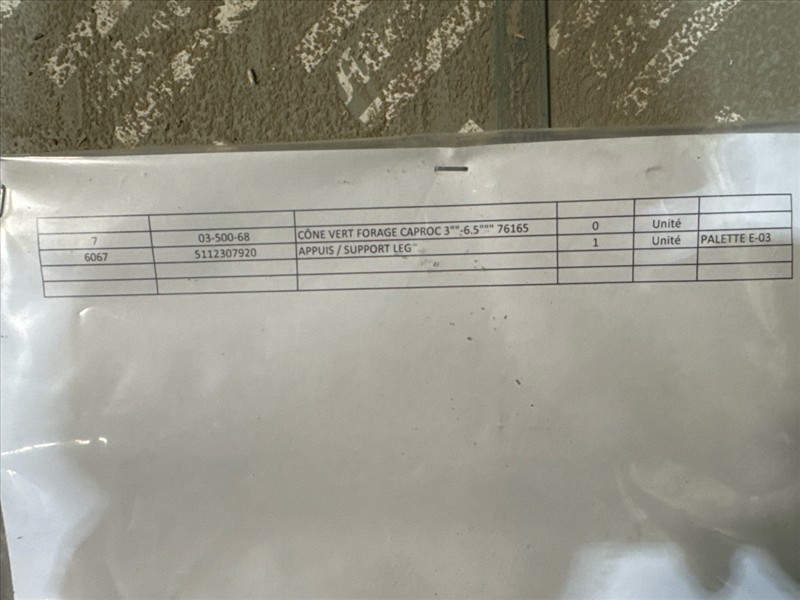 7 03-500-68 CÔNE VERT FORAGE CAPROC 3""-6.5""" 76165 0 Unité
6067 5112307920 APPUIS / SUPPORT LEG 1 Unité PALETTE E-03